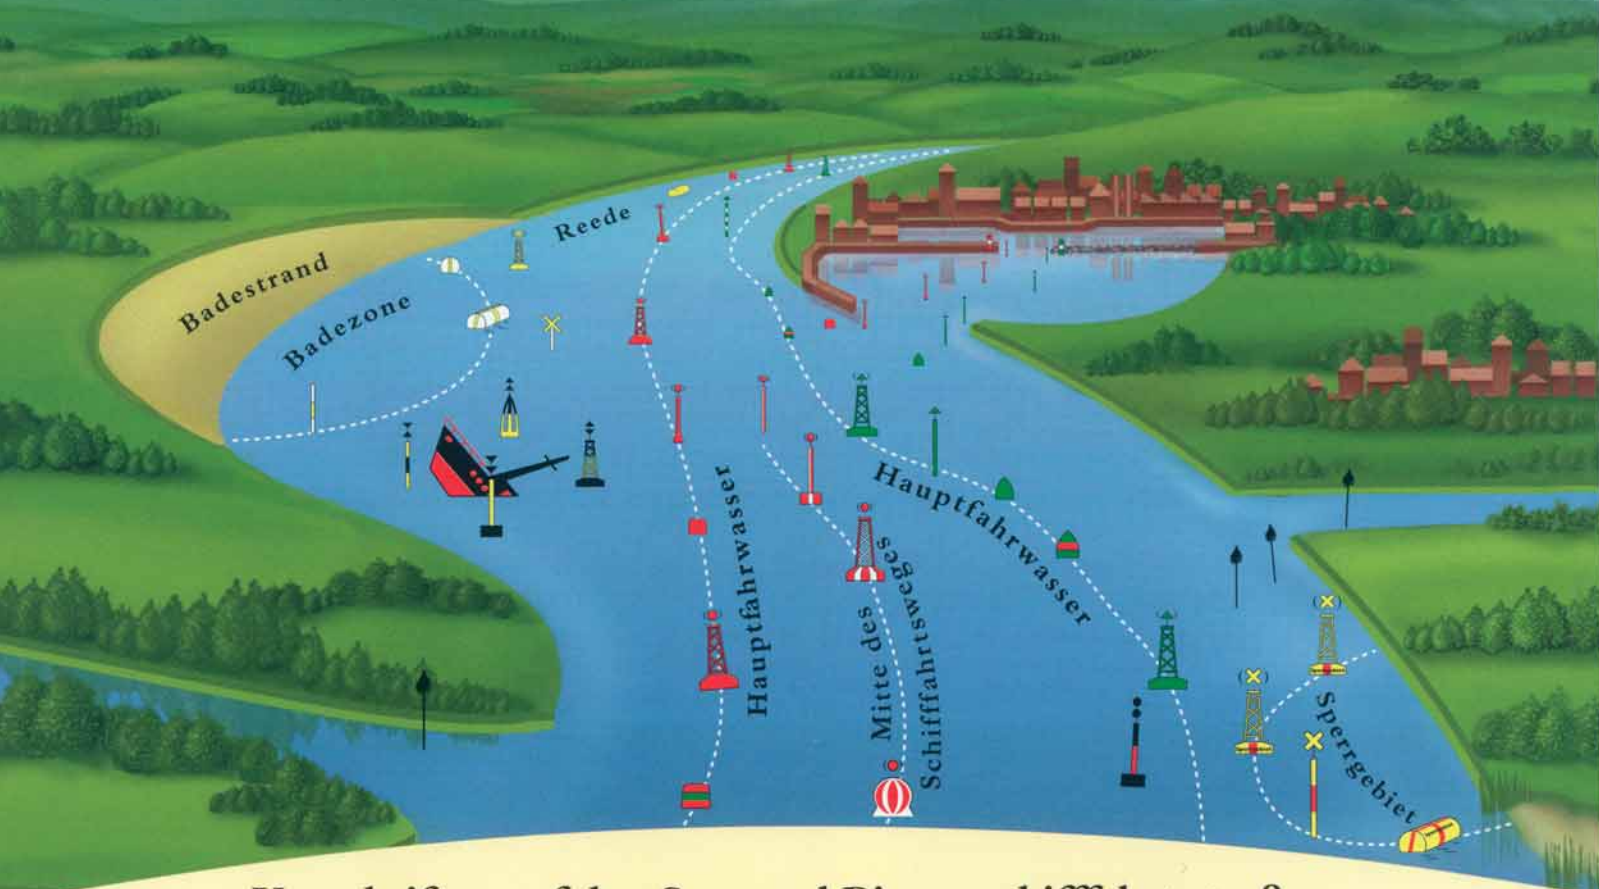 Reede
Badestrand
Badezone
Hauptfahrwasser
Hauptfahrwasser
Mitte des
Schifffahrtsweges
Sperrgebiet